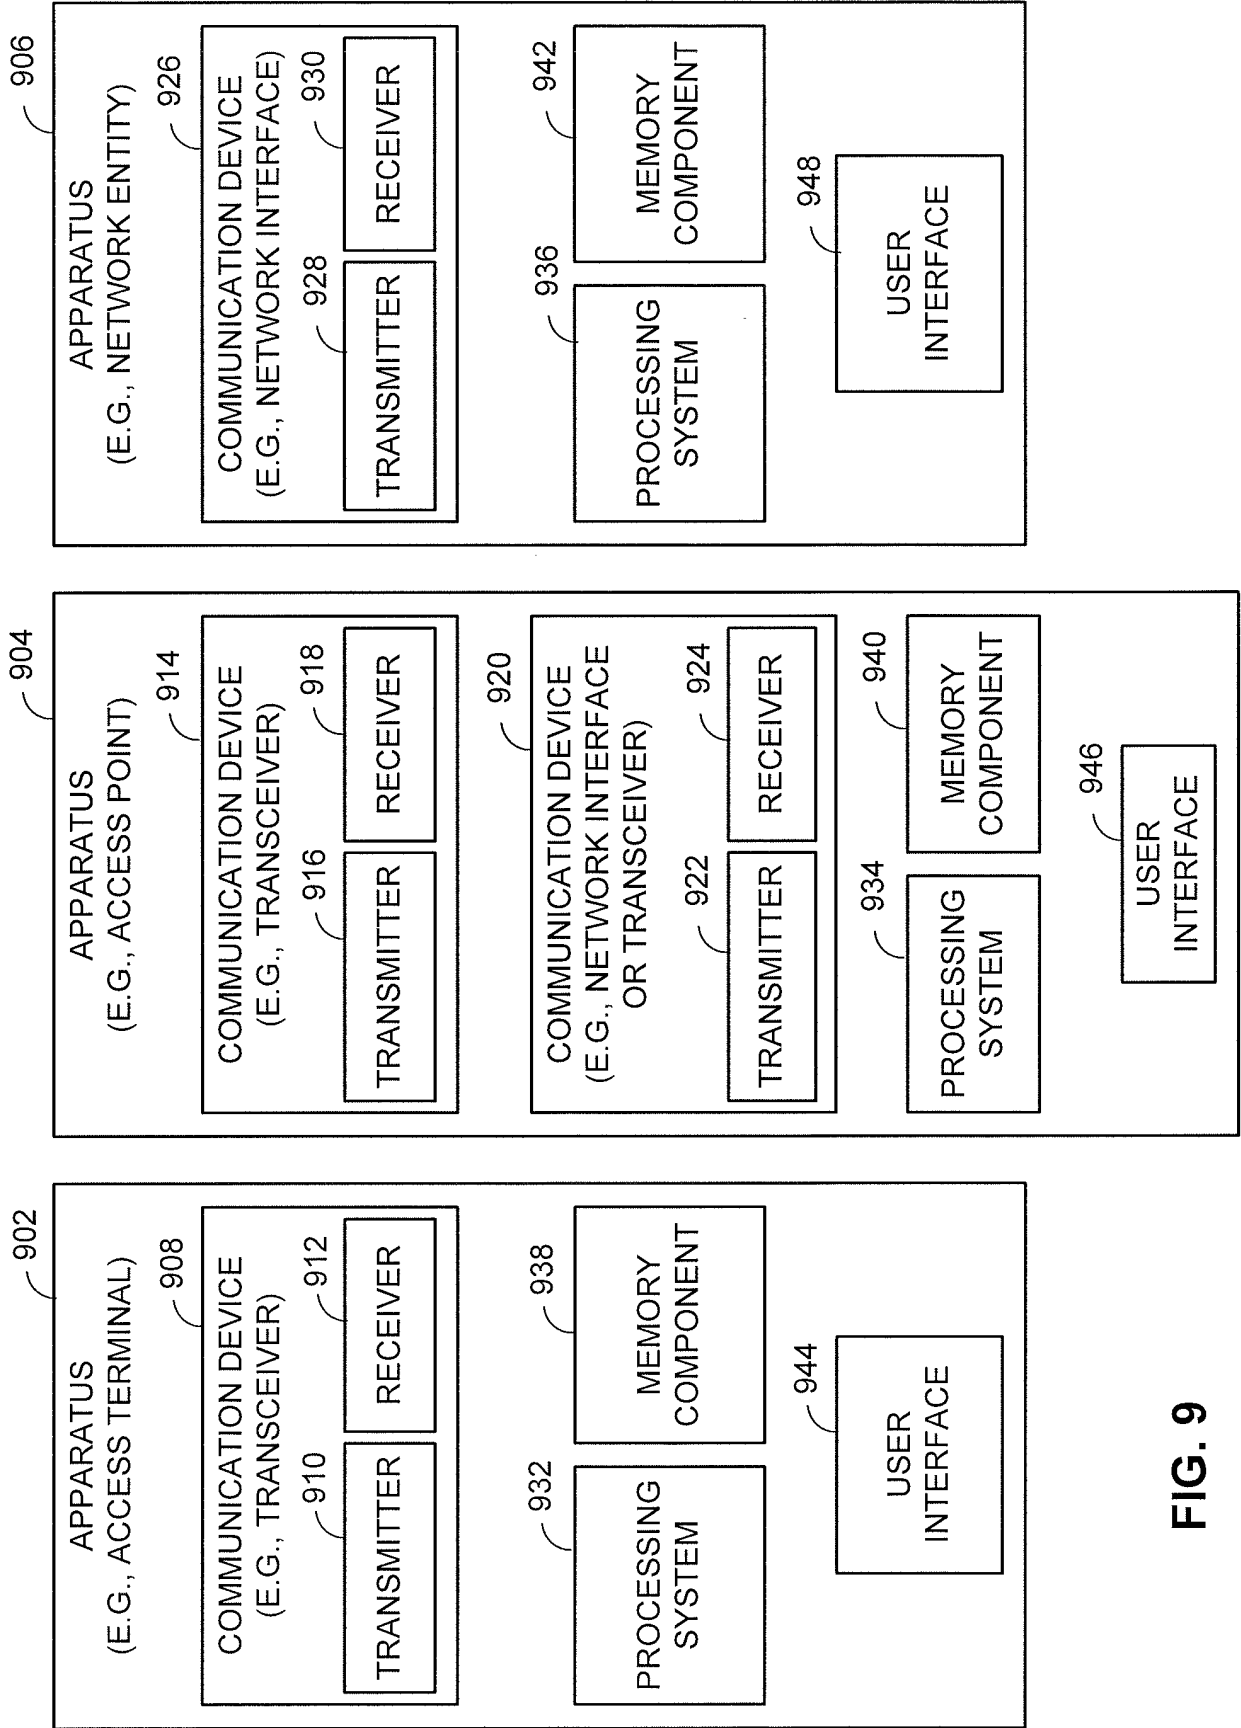 902
APPARATUS
(E.G., ACCESS TERMINAL)
908
COMMUNICATION DEVICE
(E.G., TRANSCEIVER)
910
912
TRANSMITTER
RECEIVER
932
938
PROCESSING
SYSTEM
MEMORY
COMPONENT
944
USER
INTERFACE
904
APPARATUS
(E.G., ACCESS POINT)
914
COMMUNICATION DEVICE
(E.G., TRANSCEIVER)
916
918
TRANSMITTER
RECEIVER
920
COMMUNICATION DEVICE
(E.G., NETWORK INTERFACE
OR TRANSCEIVER)
922
924
TRANSMITTER
RECEIVER
934
940
PROCESSING
SYSTEM
MEMORY
COMPONENT
946
USER
INTERFACE
906
APPARATUS
(E.G., NETWORK ENTITY)
926
COMMUNICATION DEVICE
(E.G., NETWORK INTERFACE)
928
930
TRANSMITTER
RECEIVER
936
942
PROCESSING
SYSTEM
MEMORY
COMPONENT
948
USER
INTERFACE
FIG. 9